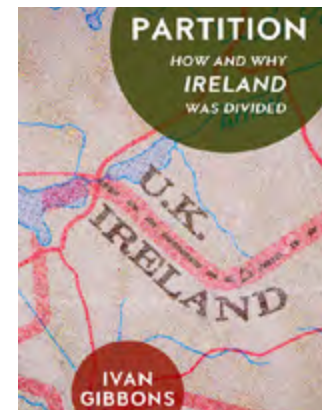 PARTITION
HOW AND WHY
IRELAND
WAS DIVIDED
U.K.
IRELAND
IVAN
GIBBONS